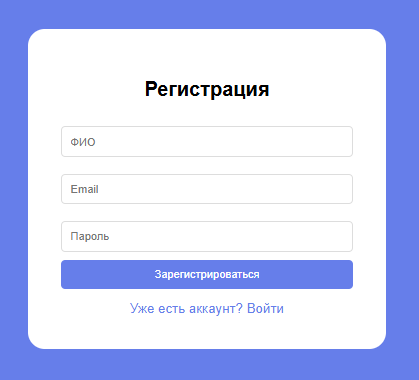 Регистрация
ФИО
Email
Пароль
Зарегистрироваться
Уже есть аккаунт? Войти